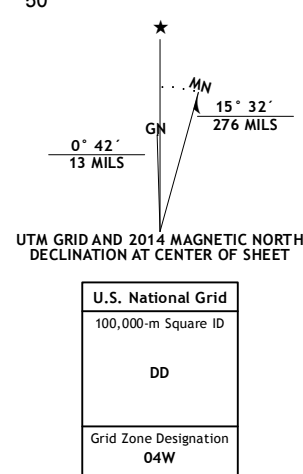 50
★
MN
GN
15° 32´
276 MILS
0° 42´
13 MILS
UTM GRID AND 2014 MAGNETIC NORTH
DECLINATION AT CENTER OF SHEET
U.S. National Grid
100,000-m Square ID
DD
Grid Zone Designation
04W